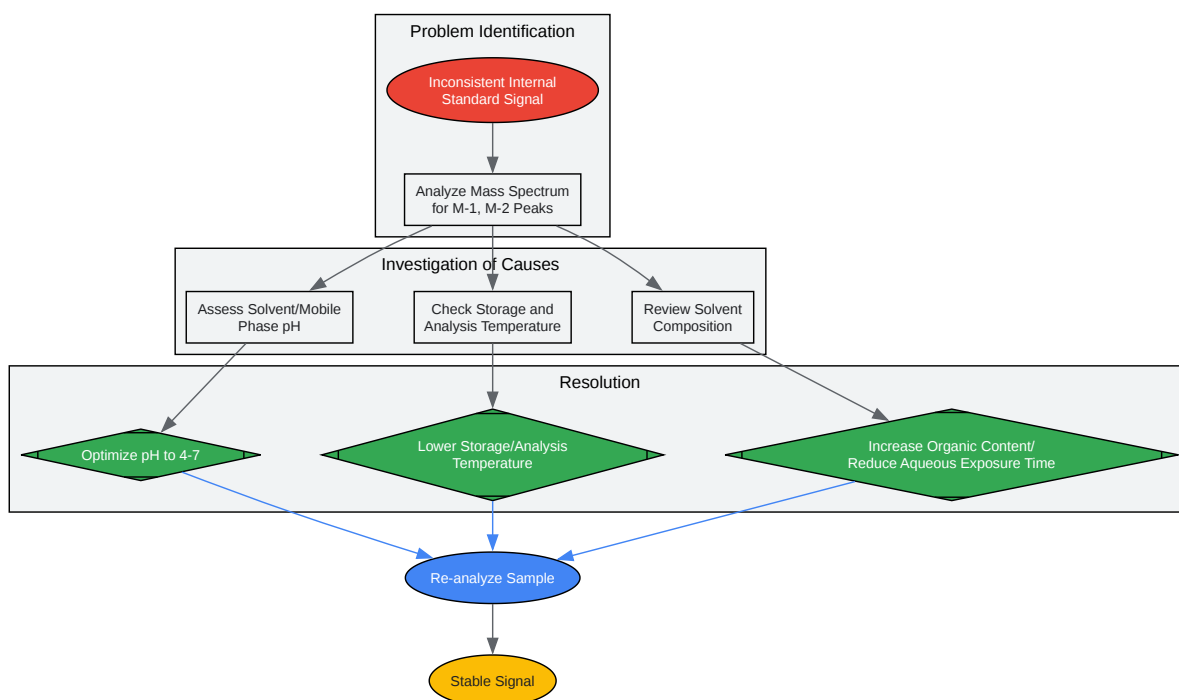 Problem Identification
Inconsistent Internal
Standard Signal
Analyze Mass Spectrum
for M-1, M-2 Peaks
Investigation of Causes
Assess Solvent/Mobile
Phase pH
Check Storage and
Analysis Temperature
Review Solvent
Composition
Resolution
Optimize pH to 4-7
Lower Storage/Analysis
Temperature
Increase Organic Content/
Reduce Aqueous Exposure Time
Re-analyze Sample
Stable Signal